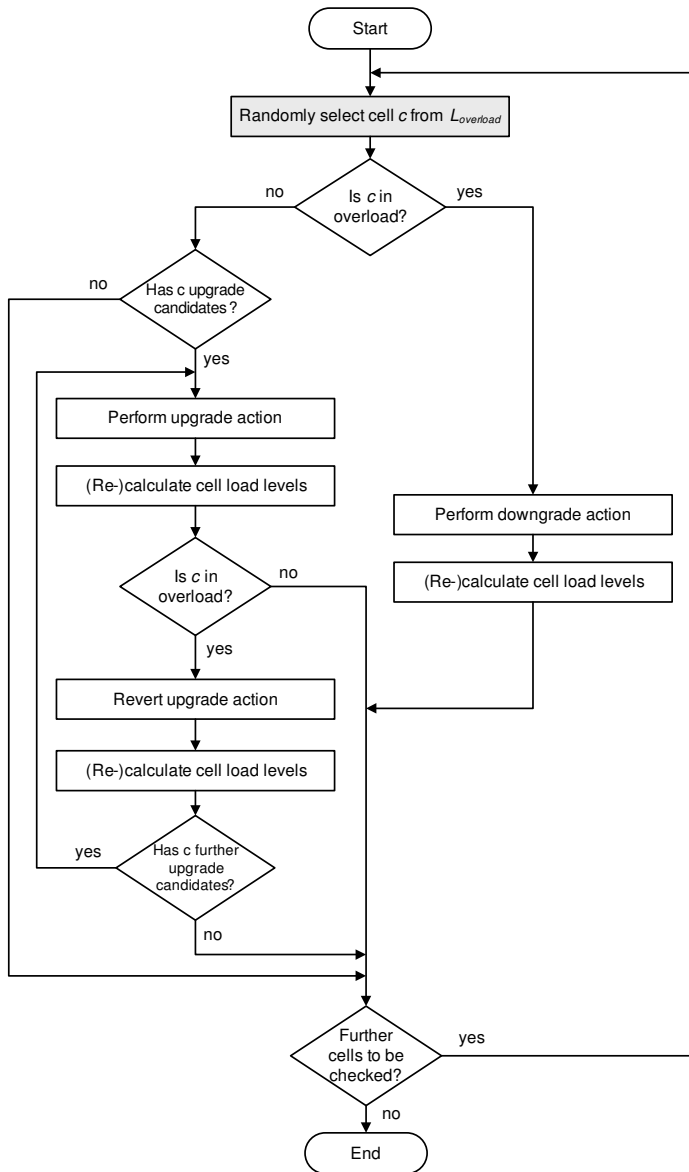 Start
Randomly select cell c from Loverload
no
Is c in
overload?
yes
no
Has c upgrade
candidates?
yes
Perform upgrade action
(Re-)calculate cell load levels
Perform downgrade action
Is c in
overload?
no
(Re-)calculate cell load levels
yes
Revert upgrade action
(Re-)calculate cell load levels
yes
Has c further
upgrade
candidates?
no
Further
cells to be
checked?
yes
no
End